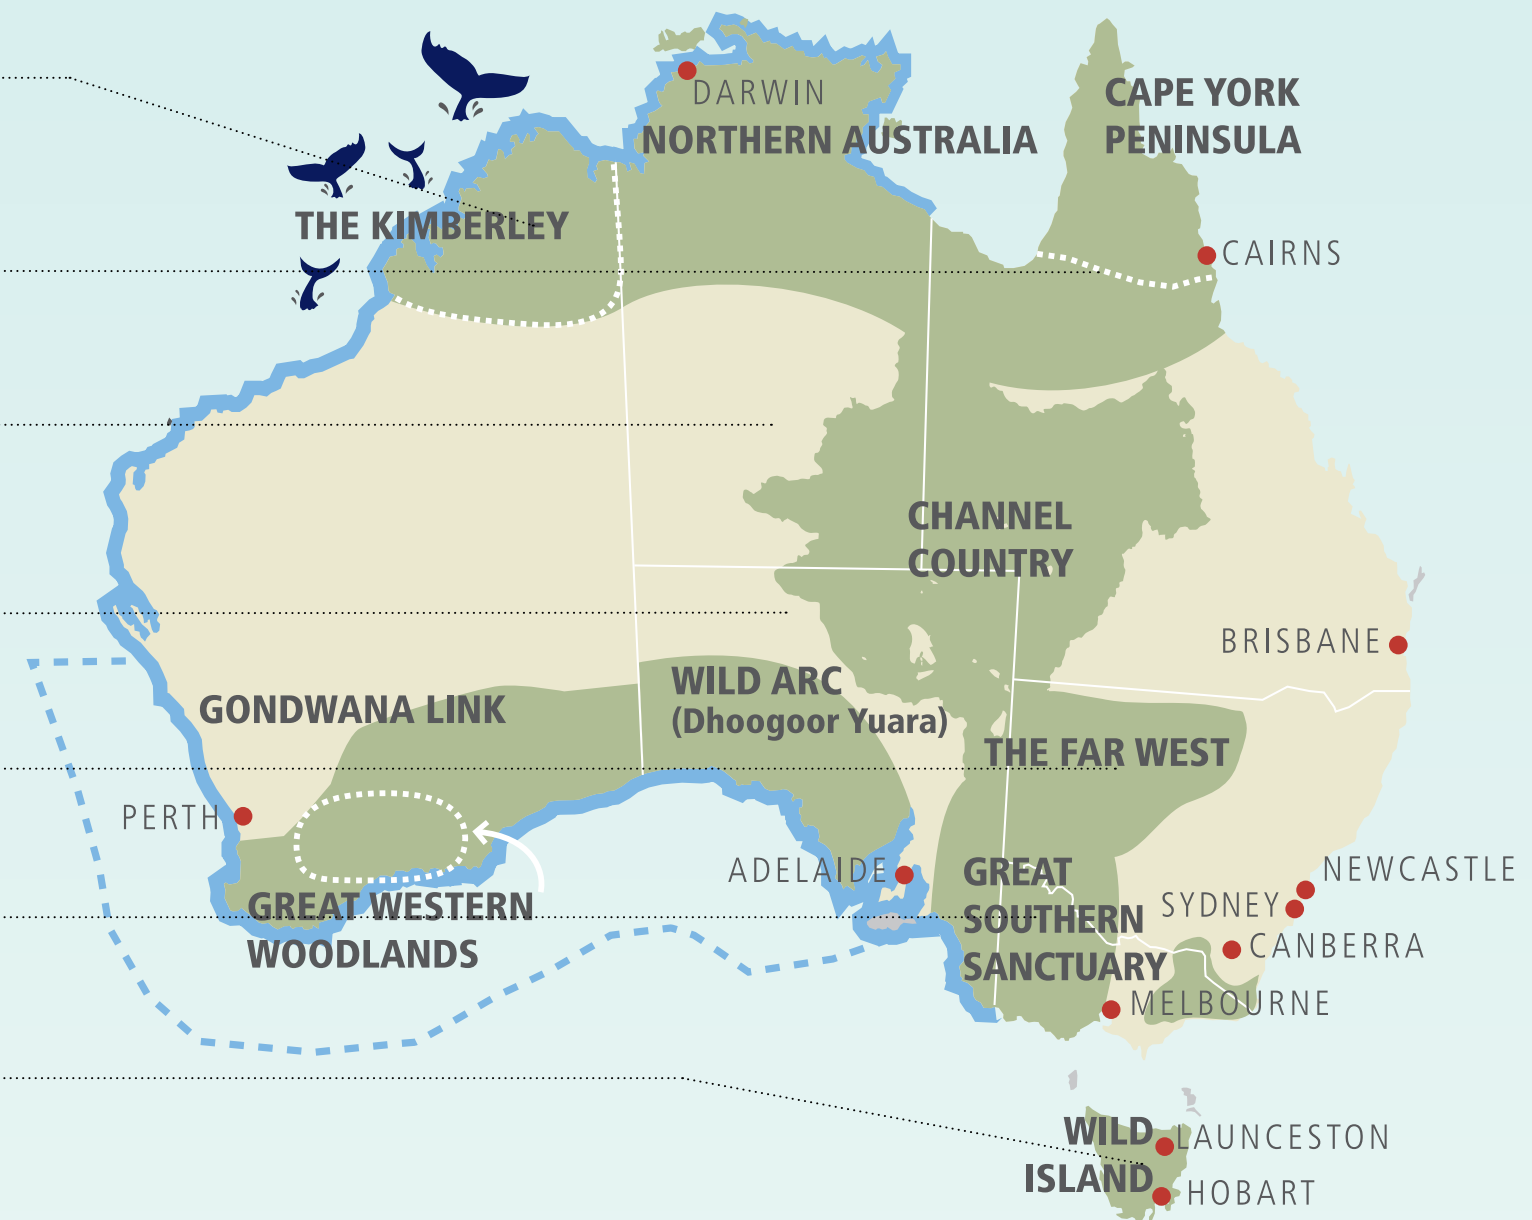 DARWIN
CAPE YORK
PENINSULA
NORTHERN AUSTRALIA
THE KIMBERLEY
CAIRNS
CHANNEL
COUNTRY
BRISBANE
WILD ARC
(Dhoogoor Yuara)
GONDWANA LINK
THE FAR WEST
PERTH
ADELAIDE
GREAT
SOUTHERN
SANCTUARY
NEWCASTLE
SYDNEY
GREAT WESTERN
WOODLANDS
CANBERRA
MELBOURNE
WILD
ISLAND
LAUNCESTON
HOBART